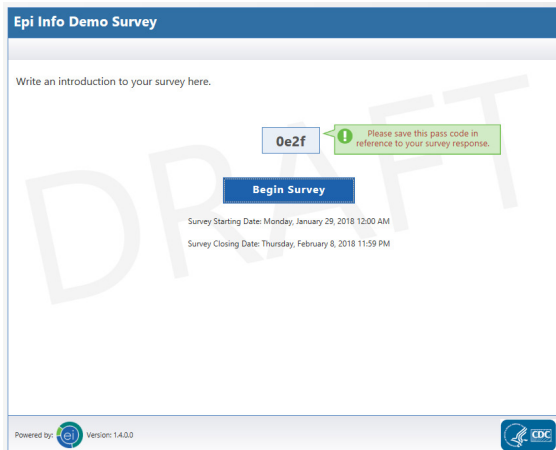 Epi Info Demo Survey
Write an introduction to your survey here.
0e2f
Please save this pass code in
reference to your survey response.
Begin Survey
Survey Starting Date: Monday, January 29, 2018 12:00 AM
Survey Closing Date: Thursday, February 8, 2018 11:59 PM
DRAFT
Powered by: ei Version: 1.4.0.0
CDC